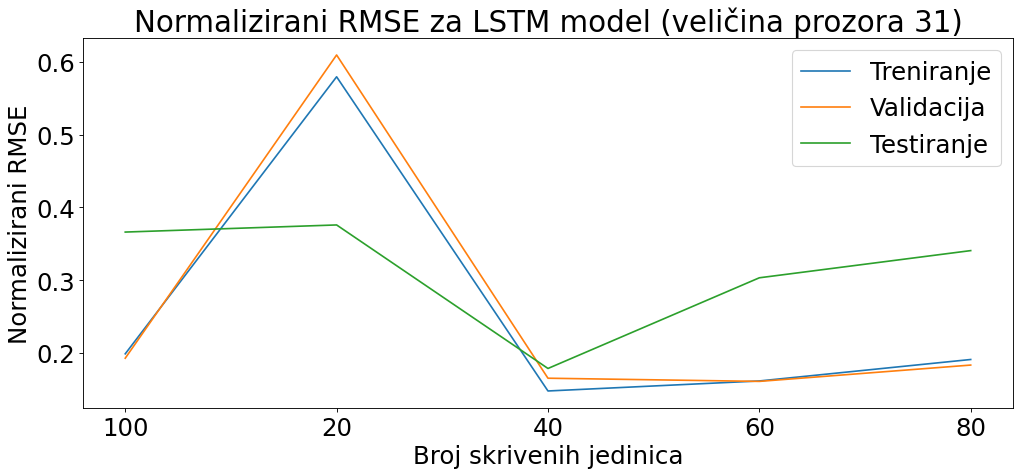 Normalizirani RMSE za LSTM model (veličina prozora 31)
Normalizirani RMSE
0.6
0.5
0.4
0.3
0.2
Treniranje
Validacija
Testiranje
100 20 40 60 80
Broj skrivenih jedinica